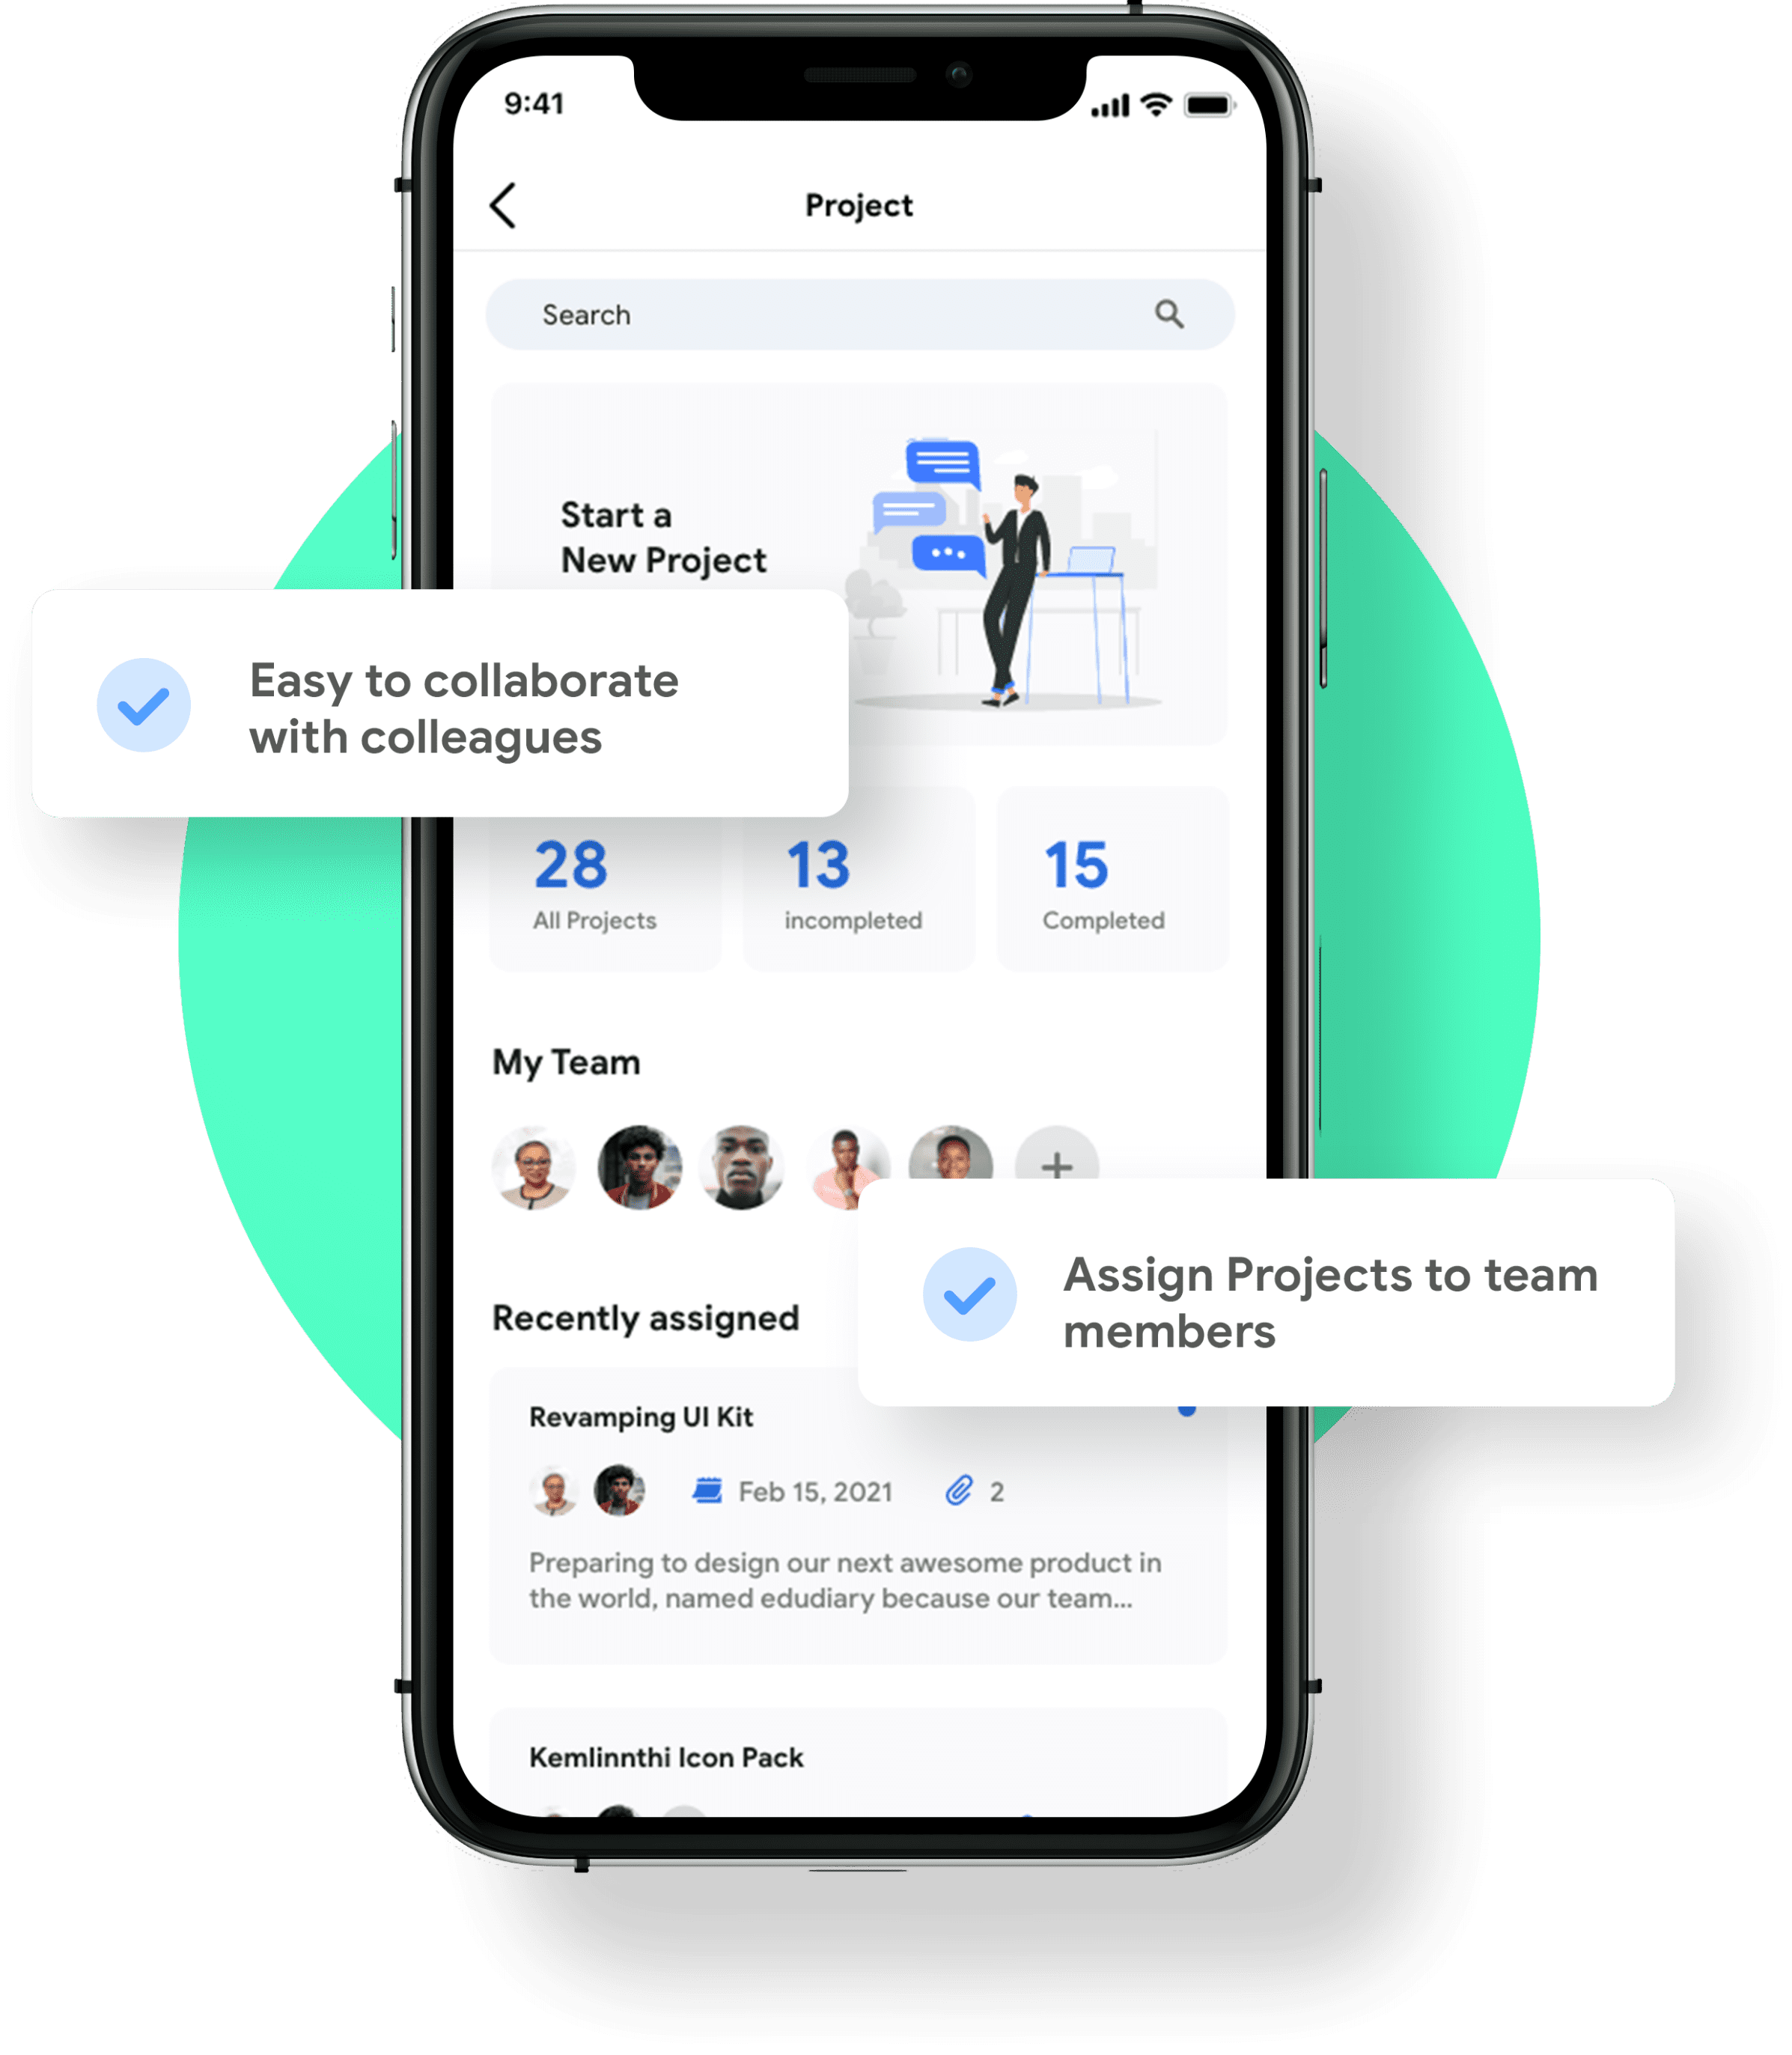 9:41
Project
Search
Start a
New Project
Easy to collaborate
with colleagues
28
All Projects
13
incompleted
15
Completed
My Team
Assign Projects to team
members
Recently assigned
Revamping UI Kit
Feb 15, 2021
2
Preparing to design our next awesome product in
the world, named edudiary because our team...
Kemlinnthi Icon Pack